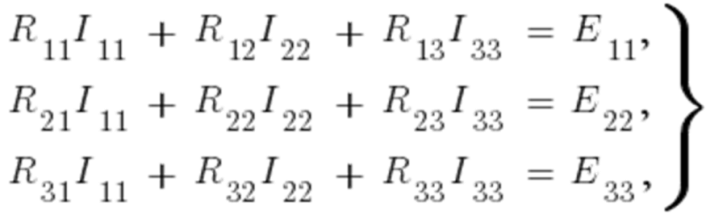 R₁₁I₁₁ + R₁₂I₂₂ + R₁₃I₃₃ = E₁₁,
R₂₁I₁₁ + R₂₂I₂₂ + R₂₃I₃₃ = E₂₂,
R₃₁I₁₁ + R₃₂I₂₂ + R₃₃I₃₃ = E₃₃,